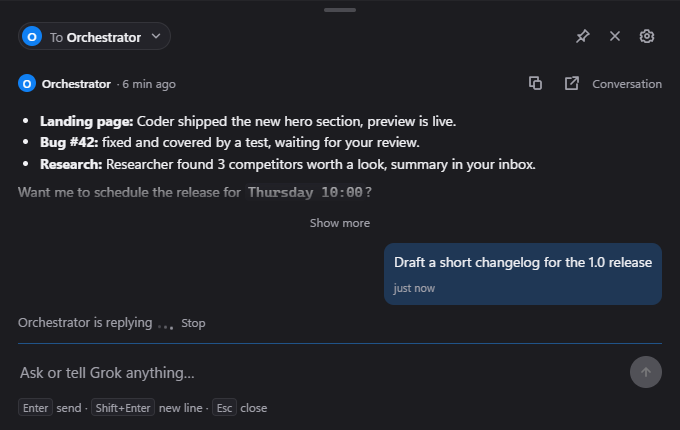 O To Orchestrator
O Orchestrator · 6 min ago Conversation
• Landing page: Coder shipped the new hero section, preview is live.
• Bug #42: fixed and covered by a test, waiting for your review.
• Research: Researcher found 3 competitors worth a look, summary in your inbox.
Want me to schedule the release for Thursday 10:00?
Show more
Draft a short changelog for the 1.0 release
just now
Orchestrator is replying ... Stop
Ask or tell Grok anything...
Enter send · Shift+Enter new line · Esc close